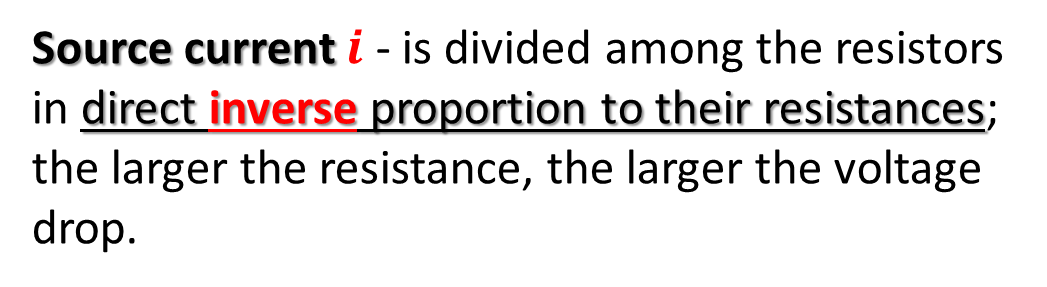 Source current i - is divided among the resistors
in direct inverse proportion to their resistances;
the larger the resistance, the larger the voltage
drop.